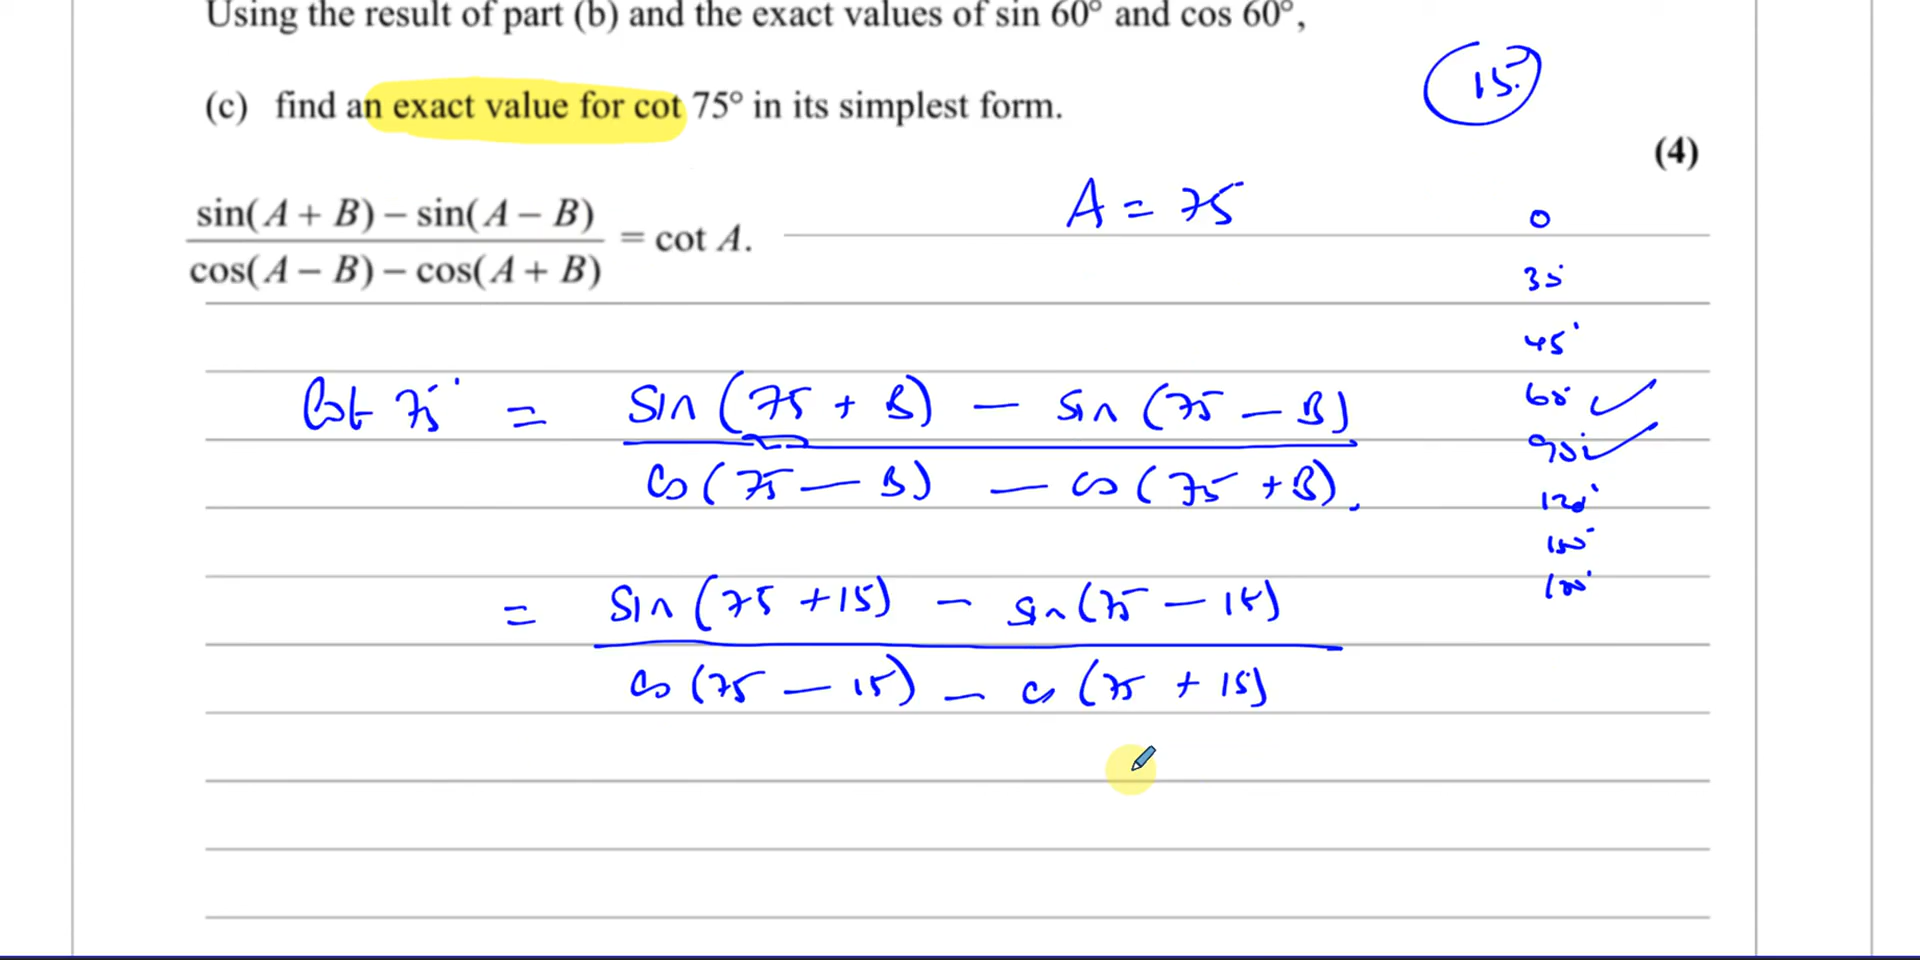 Using the result of part (b) and the exact values of sin 60° and cos 60°,
15°
(c) find an exact value for cot 75° in its simplest form.
(4)
sin(A + B) – sin(A – B)
cos(A – B) – cos(A + B)
= cot A.
A = 75
0
35
45°
60°
90°
120°
Cot 75° = sin (75 + B) – sin (75 – B)
Cos (75 – B) – cos (75 + B)
= sin (75 + 15) – sin (75 – 15)
Cos (75 – 15) – cos (75 + 15)